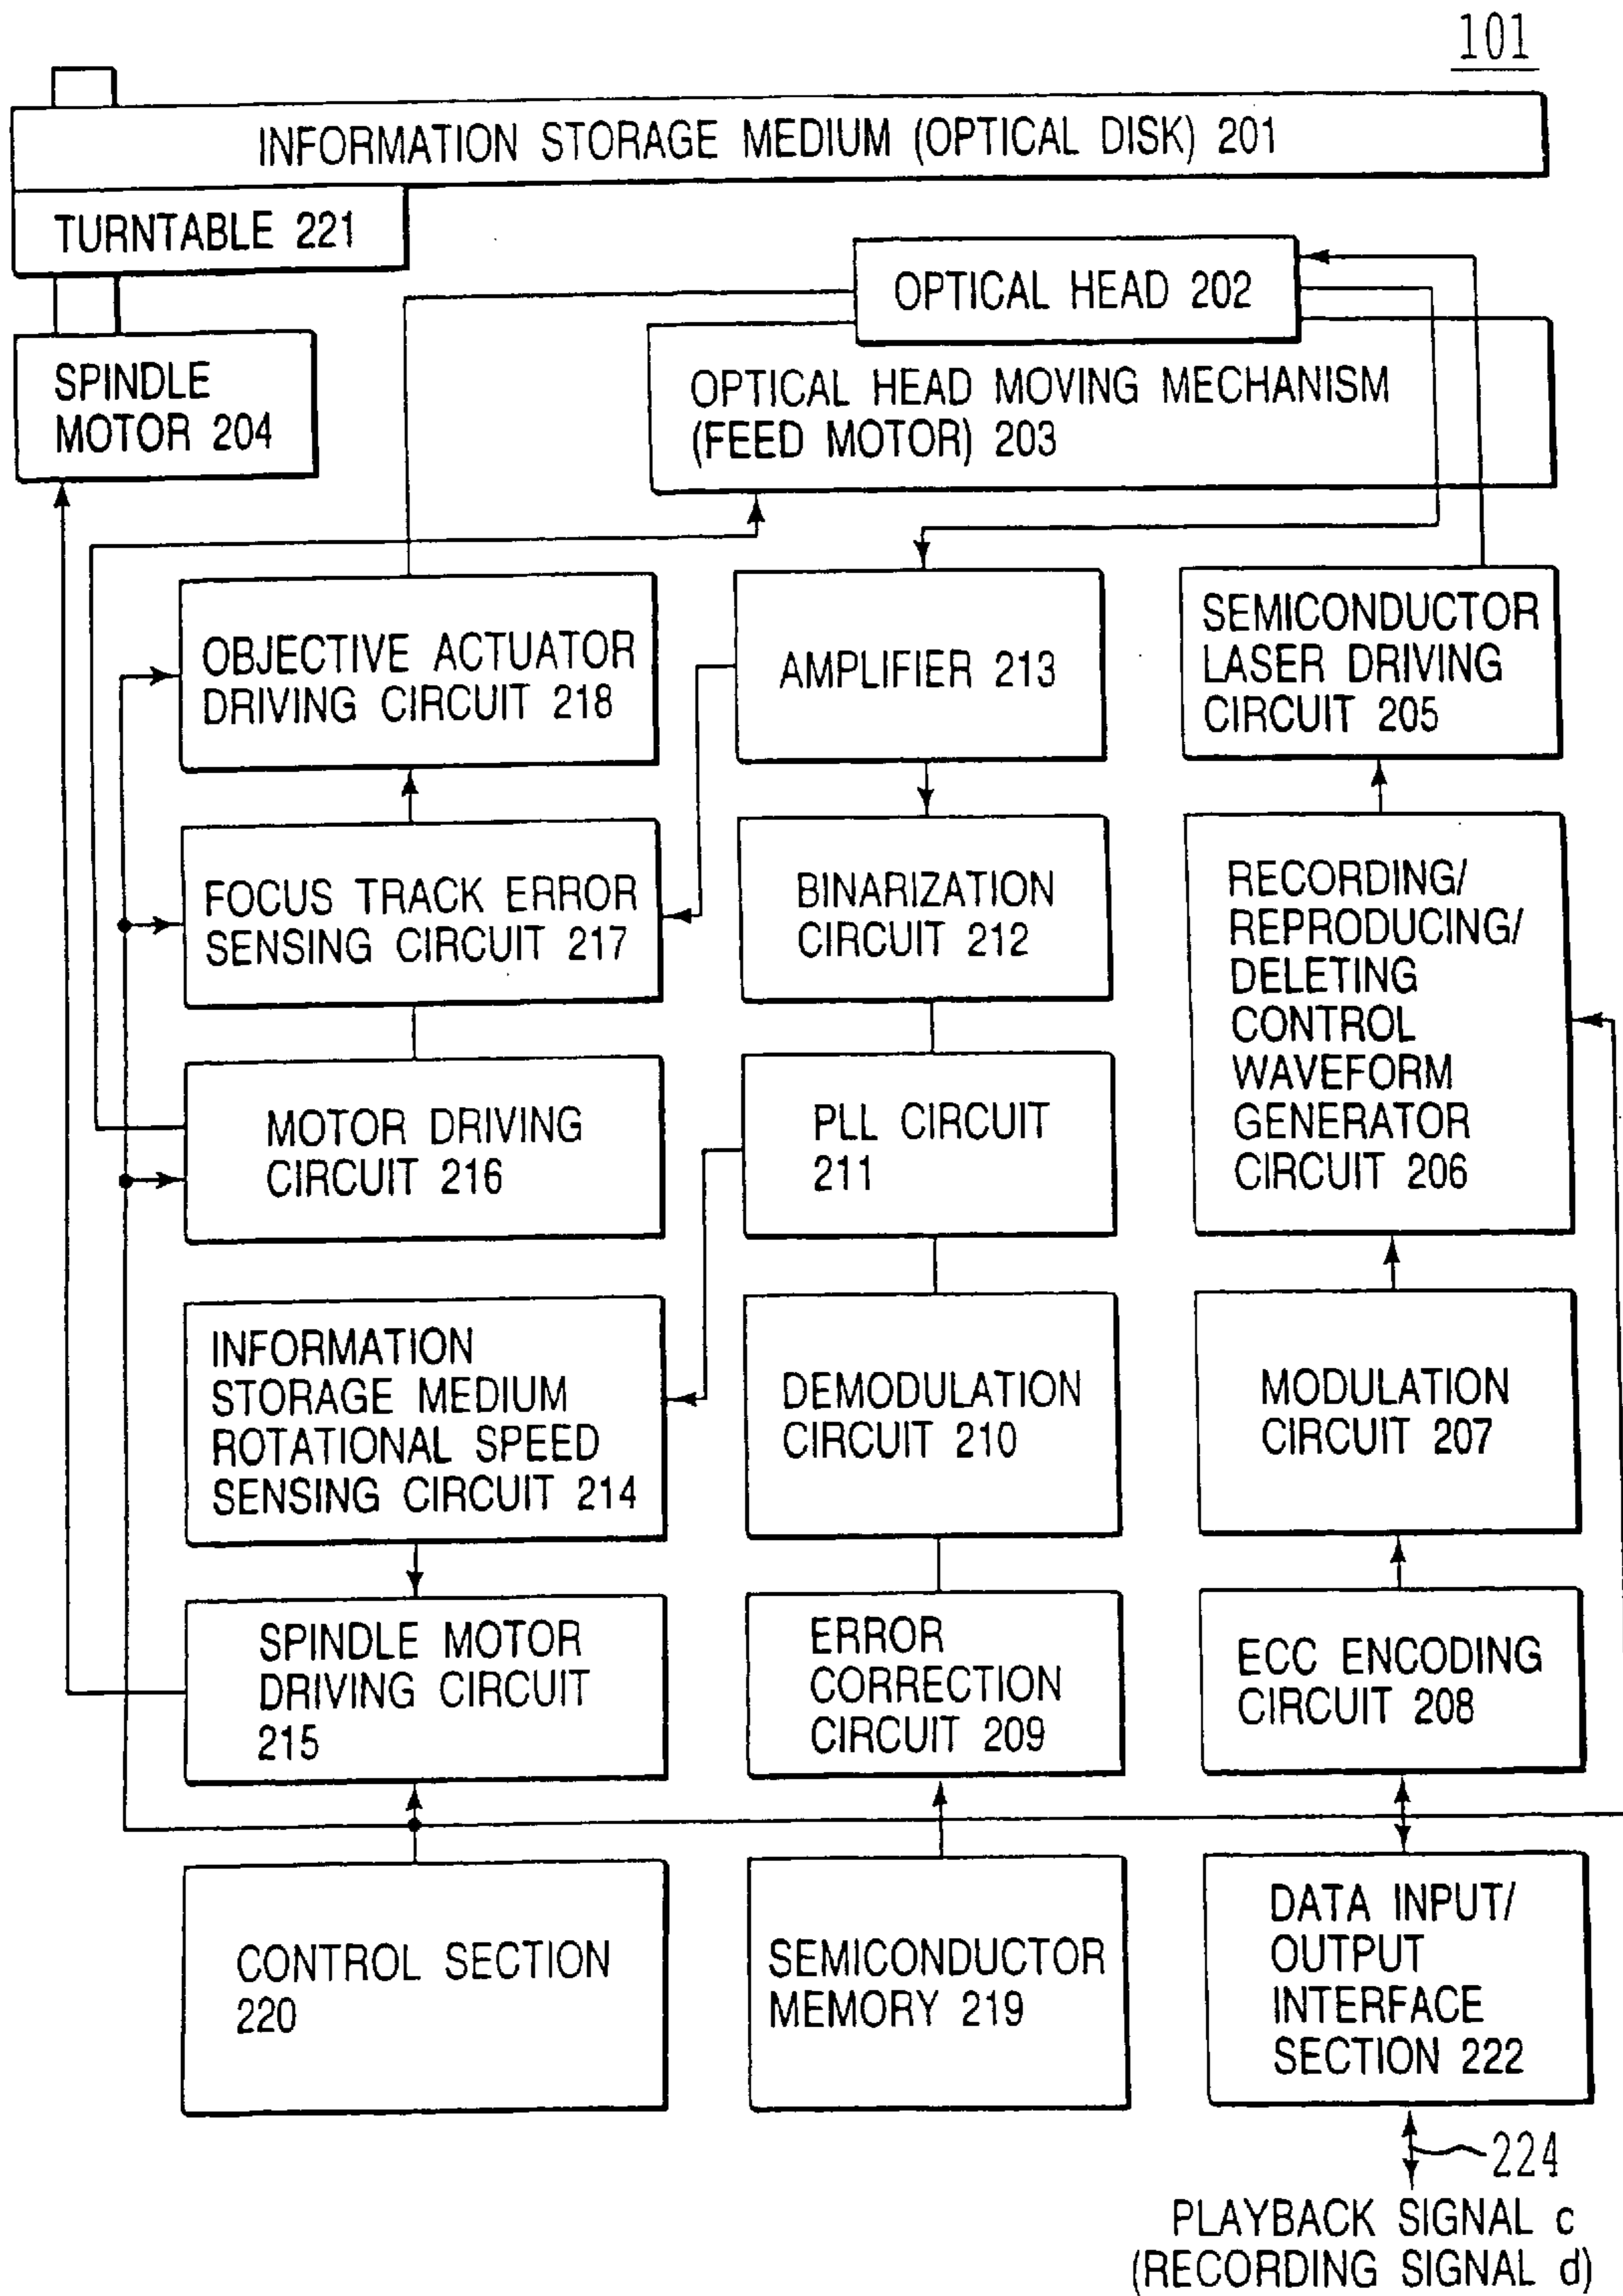 101
INFORMATION STORAGE MEDIUM (OPTICAL DISK) 201
TURNTABLE 221
OPTICAL HEAD 202
SPINDLE
MOTOR 204
OPTICAL HEAD MOVING MECHANISM
(FEED MOTOR) 203
OBJECTIVE ACTUATOR
DRIVING CIRCUIT 218
AMPLIFIER 213
SEMICONDUCTOR
LASER DRIVING
CIRCUIT 205
FOCUS TRACK ERROR
SENSING CIRCUIT 217
BINARIZATION
CIRCUIT 212
RECORDING/
REPRODUCING/
DELETING
CONTROL
WAVEFORM
GENERATOR
CIRCUIT 206
MOTOR DRIVING
CIRCUIT 216
PLL CIRCUIT
211
INFORMATION
STORAGE MEDIUM
ROTATIONAL SPEED
SENSING CIRCUIT 214
DEMODULATION
CIRCUIT 210
MODULATION
CIRCUIT 207
SPINDLE MOTOR
DRIVING CIRCUIT
215
ERROR
CORRECTION
CIRCUIT 209
ECC ENCODING
CIRCUIT 208
CONTROL SECTION
220
SEMICONDUCTOR
MEMORY 219
DATA INPUT/
OUTPUT
INTERFACE
SECTION 222
224
PLAYBACK SIGNAL c
(RECORDING SIGNAL d)